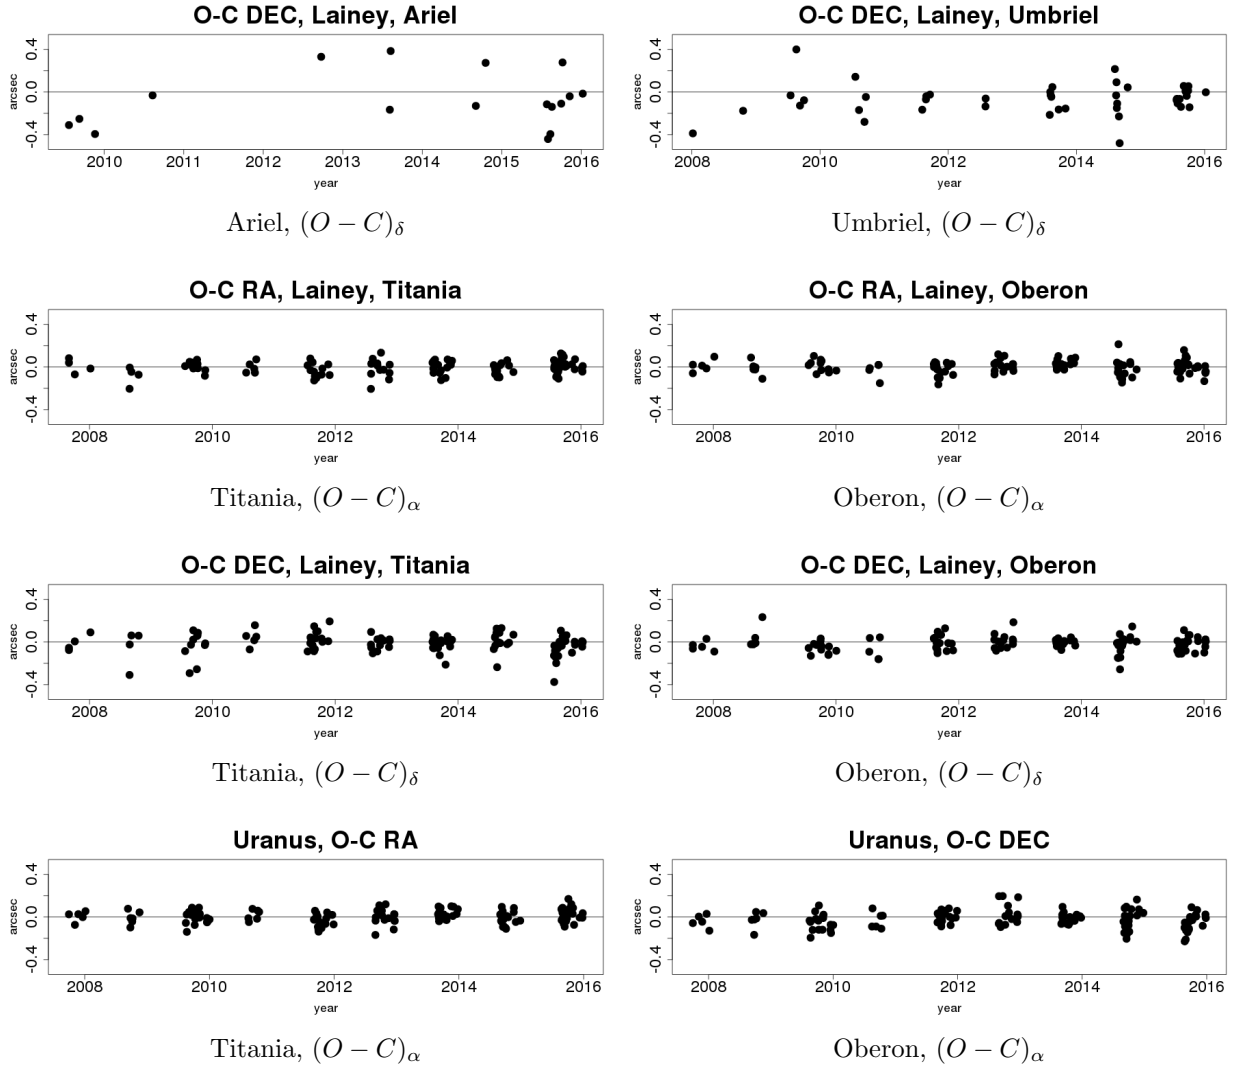 O-C DEC, Lainey, Ariel
arcsec
0.4
0.0
-0.4
2010 2011 2012 2013 2014 2015 2016
year
Ariel, (O − C)δ
O-C DEC, Lainey, Umbriel
arcsec
0.4
0.0
-0.4
2008 2010 2012 2014 2016
year
Umbriel, (O − C)δ
O-C RA, Lainey, Titania
arcsec
0.4
0.0
-0.4
2008 2010 2012 2014 2016
year
Titania, (O − C)α
O-C RA, Lainey, Oberon
arcsec
0.4
0.0
-0.4
2008 2010 2012 2014 2016
year
Oberon, (O − C)α
O-C DEC, Lainey, Titania
arcsec
0.4
0.0
-0.4
2008 2010 2012 2014 2016
year
Titania, (O − C)δ
O-C DEC, Lainey, Oberon
arcsec
0.4
0.0
-0.4
2008 2010 2012 2014 2016
year
Oberon, (O − C)δ
Uranus, O-C RA
arcsec
0.4
0.0
-0.4
2008 2010 2012 2014 2016
year
Titania, (O − C)α
Uranus, O-C DEC
arcsec
0.4
0.0
-0.4
2008 2010 2012 2014 2016
year
Oberon, (O − C)α